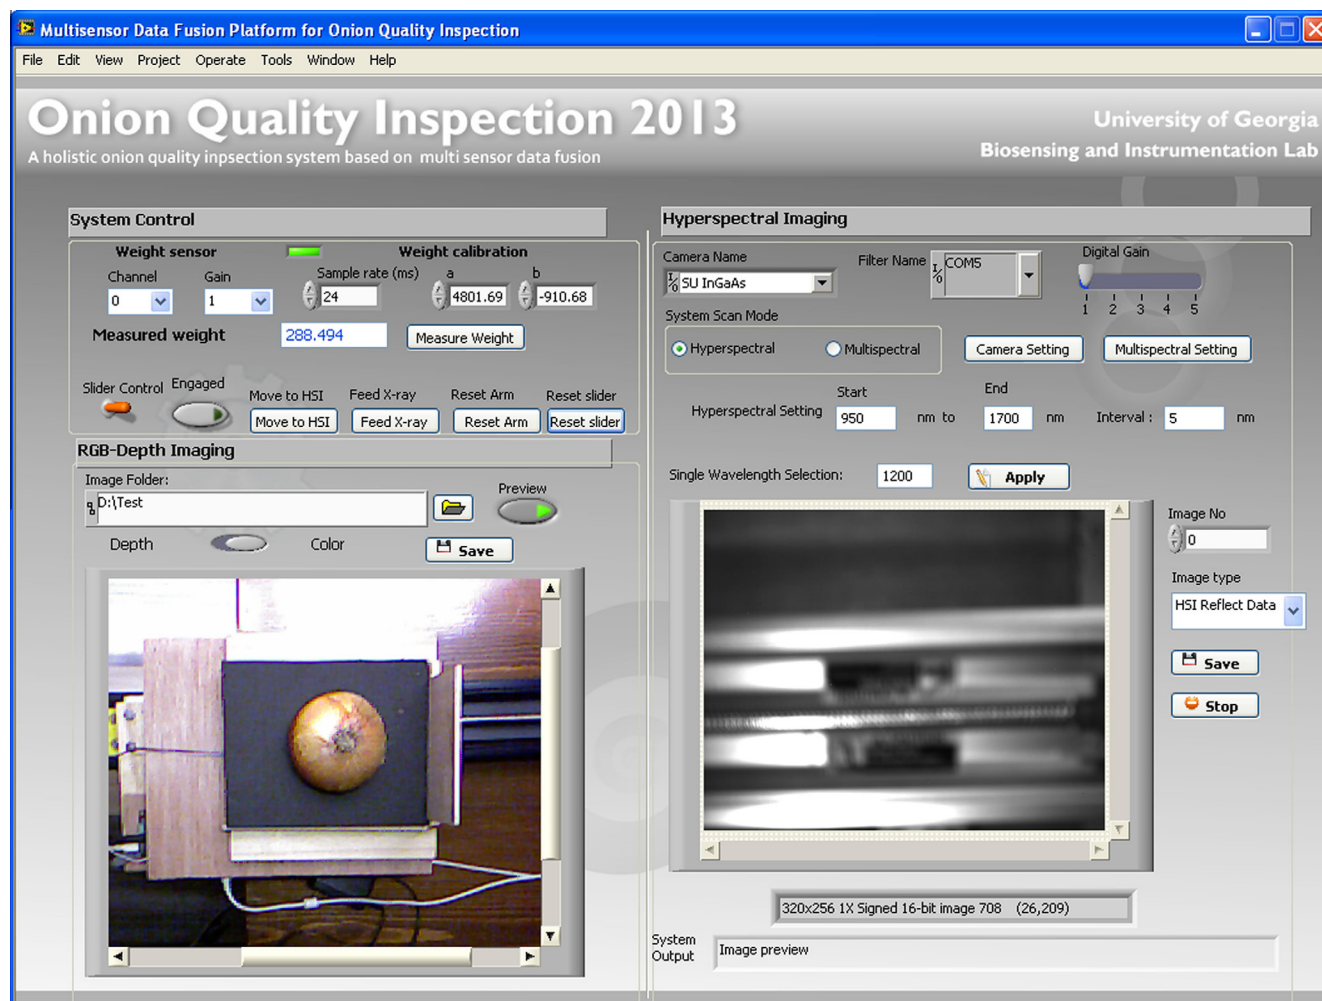 Multisensor Data Fusion Platform for Onion Quality Inspection
File Edit View Project Operate Tools Window Help
Onion Quality Inspection 2013
A holistic onion quality inpsection system based on multi sensor data fusion
University of Georgia
Biosensing and Instrumentation Lab
System Control
Weight sensor
Weight calibration
Channel
Gain
Sample rate (ms)
a
b
0
1
24
4801.69
-910.68
Measured weight
288.494
Measure Weight
Slider Control
Engaged
Move to HSI
Feed X-ray
Reset Arm
Reset slider
Move to HSI
Feed X-ray
Reset Arm
Reset slider
RGB-Depth Imaging
Image Folder:
D:\Test
Preview
Depth
Color
Save
Hyperspectral Imaging
Camera Name
SU InGaAs
Filter Name
COM5
Digital Gain
1 2 3 4 5
System Scan Mode
Hyperspectral
Multispectral
Camera Setting
Multispectral Setting
Start
End
Hyperspectral Setting
950
nm to
1700
nm
Interval :
5
nm
Single Wavelength Selection:
1200
Apply
Image No
0
Image type
HSI Reflect Data
Save
Stop
320x256 1X Signed 16-bit image 708 (26,209)
System
Output
Image preview